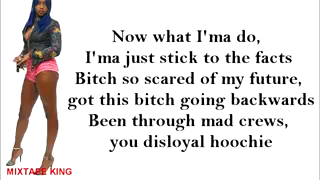 Now what I'ma do,
I'ma just stick to the facts
Bitch so scared of my future,
got this bitch going backwards
Been through mad crews,
you disloyal hoochie
MIXTAPE KING